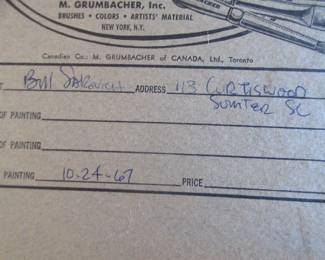 M. GRUMBACHER, Inc.
BRUSHES • COLORS • ARTISTS' MATERIAL
NEW YORK, N.Y.
Canadian Co.: M. GRUMBACHER of CANADA, Ltd., Toronto
Bill ADDRESS 113 CURTISWOOD
SUMTER SC
OF PAINTING
OF PAINTING
PAINTING 10-24-67 PRICE